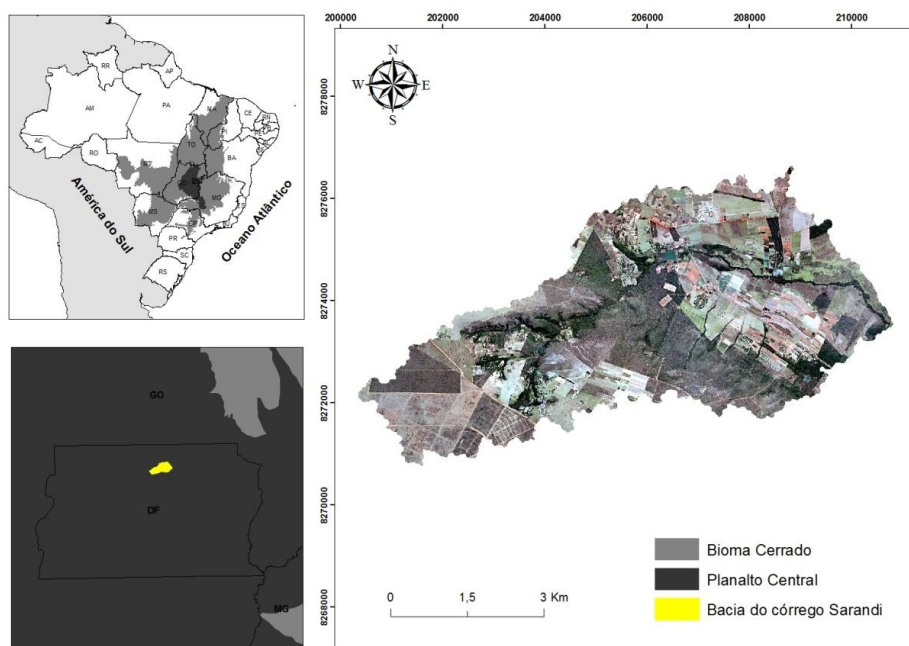 200000 202000 204000 206000 208000 210000
8278000
8276000
8274000
8272000
8270000
8268000
N
W E
S
RR
AP
AM
PA
MA
CE
RN
PI
AC
RO
TO
BA
MT
GO
MG
MS
PR
SC
RS
América do Sul
Oceano Atlântico
GO
DF
MG
0 1,5 3 Km
Bioma Cerrado
Planalto Central
Bacia do córrego Sarandi